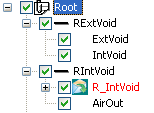 Root
RExtVoid
ExtVoid
IntVoid
RIntVoid
R_IntVoid
AirOut